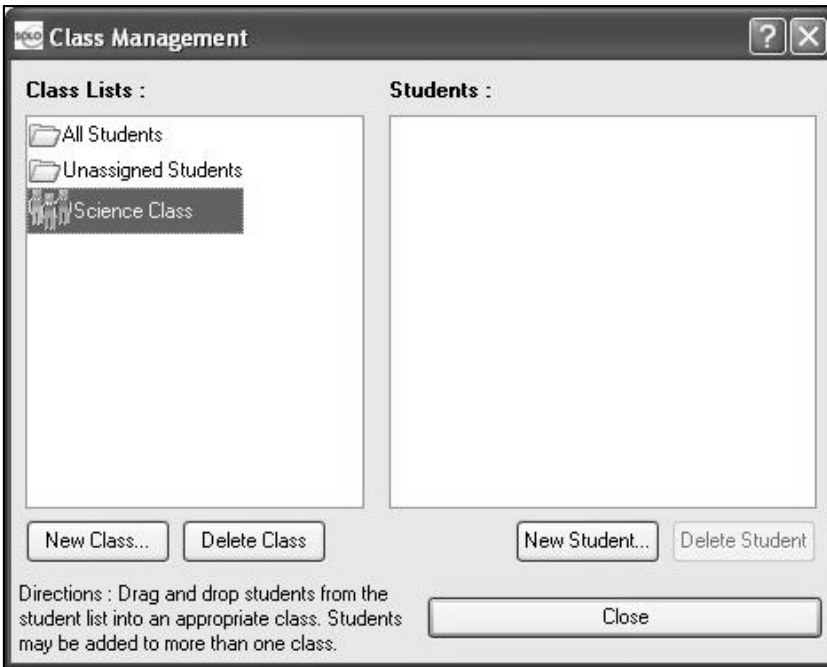 SOLO Class Management
Class Lists :
Students :
All Students
Unassigned Students
Science Class
New Class...
Delete Class
New Student...
Delete Student
Directions : Drag and drop students from the
student list into an appropriate class. Students
may be added to more than one class.
Close